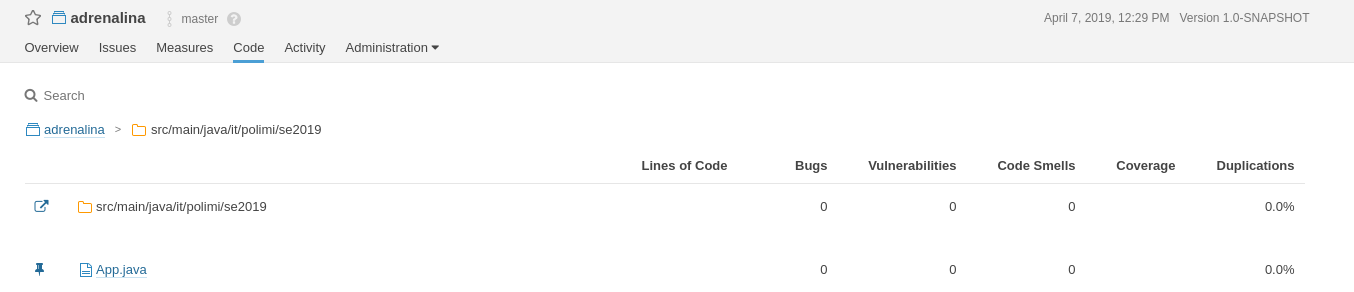 adrenalina master ? April 7, 2019, 12:29 PM Version 1.0-SNAPSHOT
Overview Issues Measures Code Activity Administration
Search
adrenalina > src/main/java/it/polimi/se2019
Lines of Code Bugs Vulnerabilities Code Smells Coverage Duplications
src/main/java/it/polimi/se2019 0 0 0 0.0%
App.java 0 0 0 0.0%